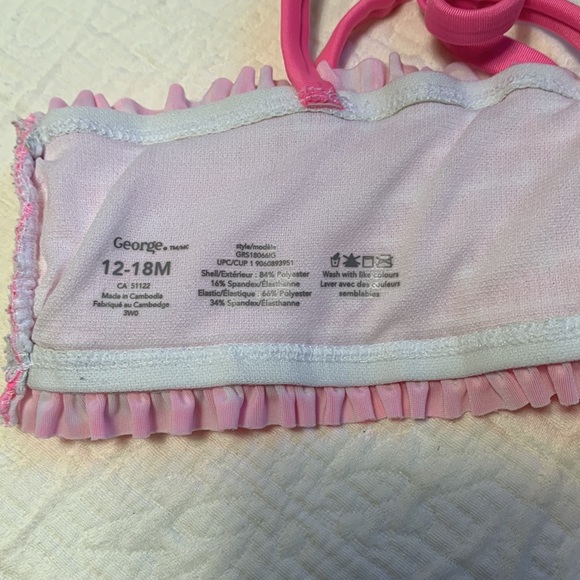 George® TM/MC
12-18M
CA 51122
Made in Cambodia
Fabriqué au Cambodge
3W0
style/modèle:
GRS18066IG
UPC/CUP 1 9060893951
Shell/Extérieur : 84% Polyester
16% Spandex/Élasthanne
Elastic/Élastique : 66% Polyester
34% Spandex/Élasthanne
Wash with like colours
Laver avec des couleurs
semblables